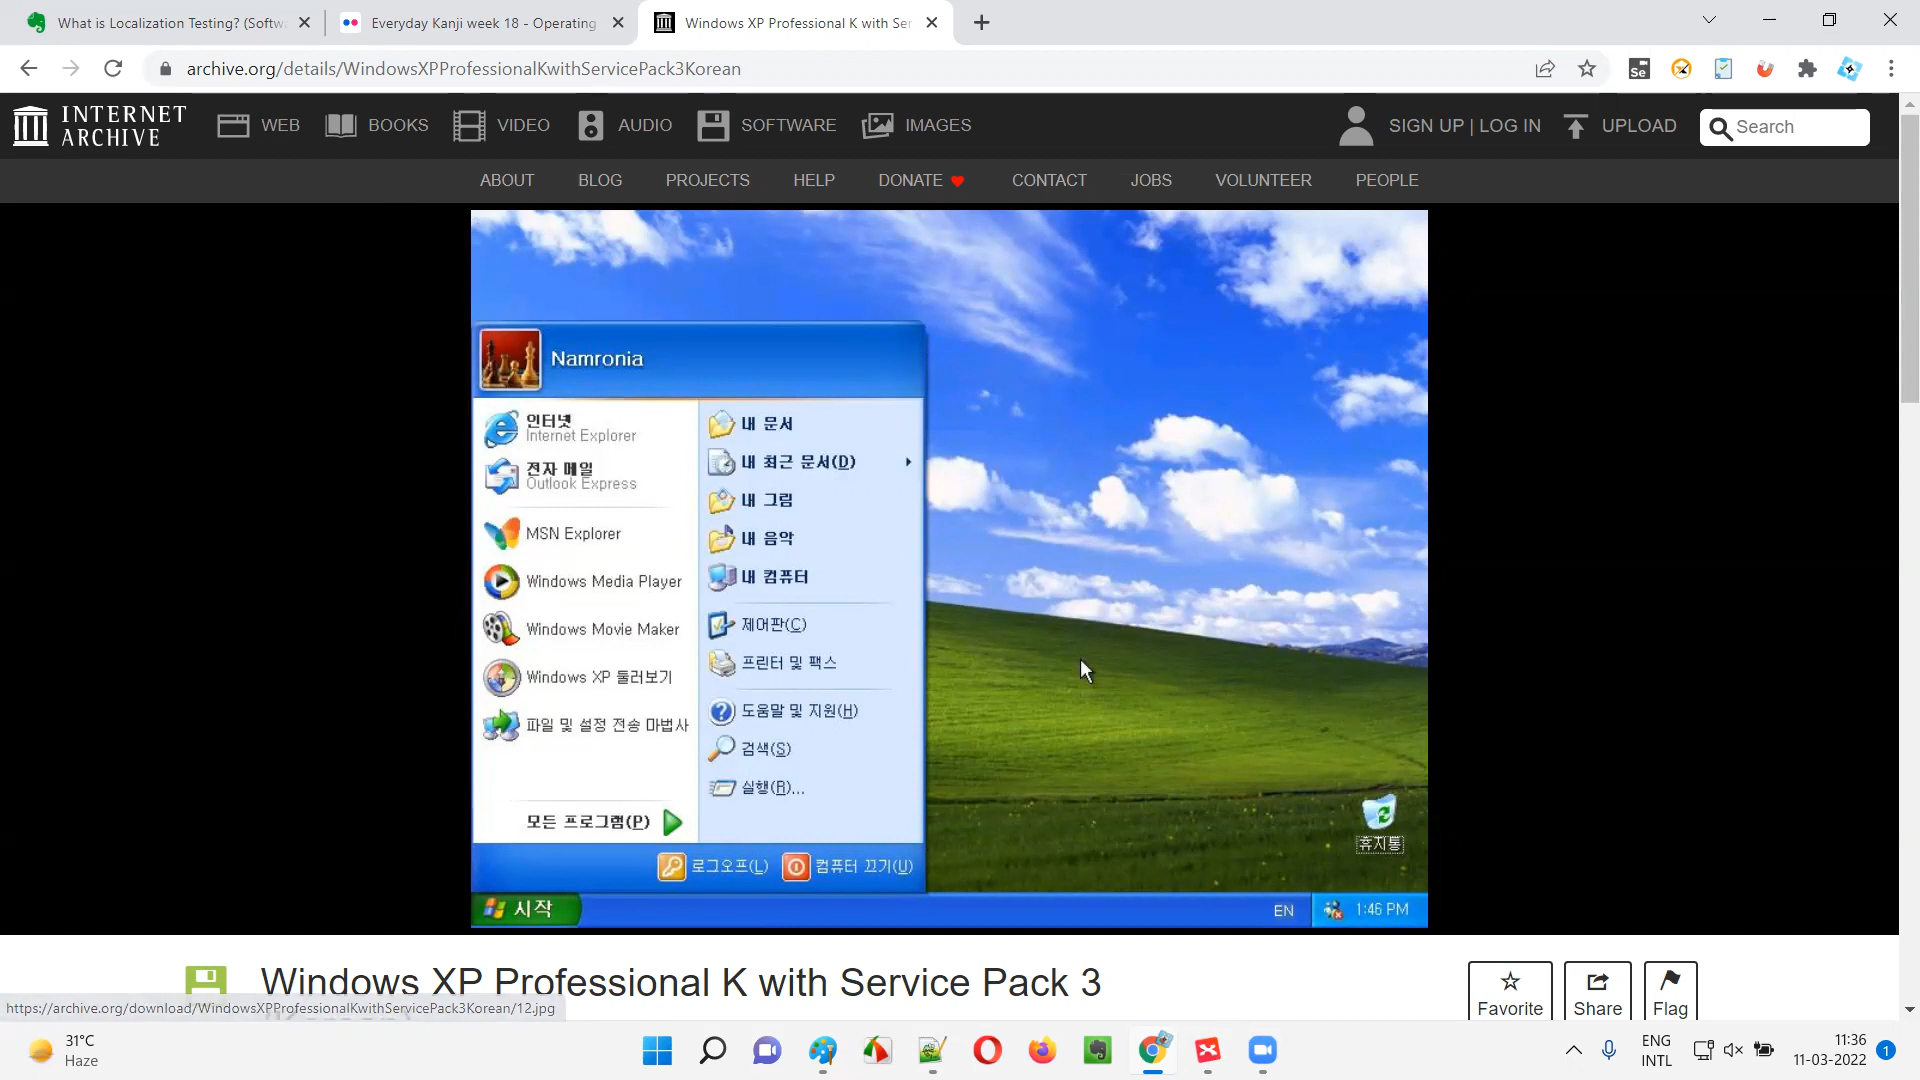 What is Localization Testing? (Softw
Everyday Kanji week 18 - Operating
Windows XP Professional K with Ser
archive.org/details/WindowsXPProfessionalKwithServicePack3Korean
INTERNET ARCHIVE
WEB
BOOKS
VIDEO
AUDIO
SOFTWARE
IMAGES
SIGN UP | LOG IN
UPLOAD
Search
ABOUT
BLOG
PROJECTS
HELP
DONATE
CONTACT
JOBS
VOLUNTEER
PEOPLE
Namronia
인터넷
Internet Explorer
전자 메일
Outlook Express
MSN Explorer
Windows Media Player
Windows Movie Maker
Windows XP 둘러보기
파일 및 설정 전송 마법사
모든 프로그램(P)
내 문서
내 최근 문서(D)
내 그림
내 음악
내 컴퓨터
제어판(C)
프린터 및 팩스
도움말 및 지원(H)
검색(S)
실행(R)...
로그오프(L)
컴퓨터 끄기(U)
휴지통
시작
EN
1:46 PM
Windows XP Professional K with Service Pack 3
Favorite
Share
Flag
https://archive.org/download/WindowsXPProfessionalKwithServicePack3Korean/12.jpg
31°C
Haze
ENG
INTL
11:36
11-03-2022
1